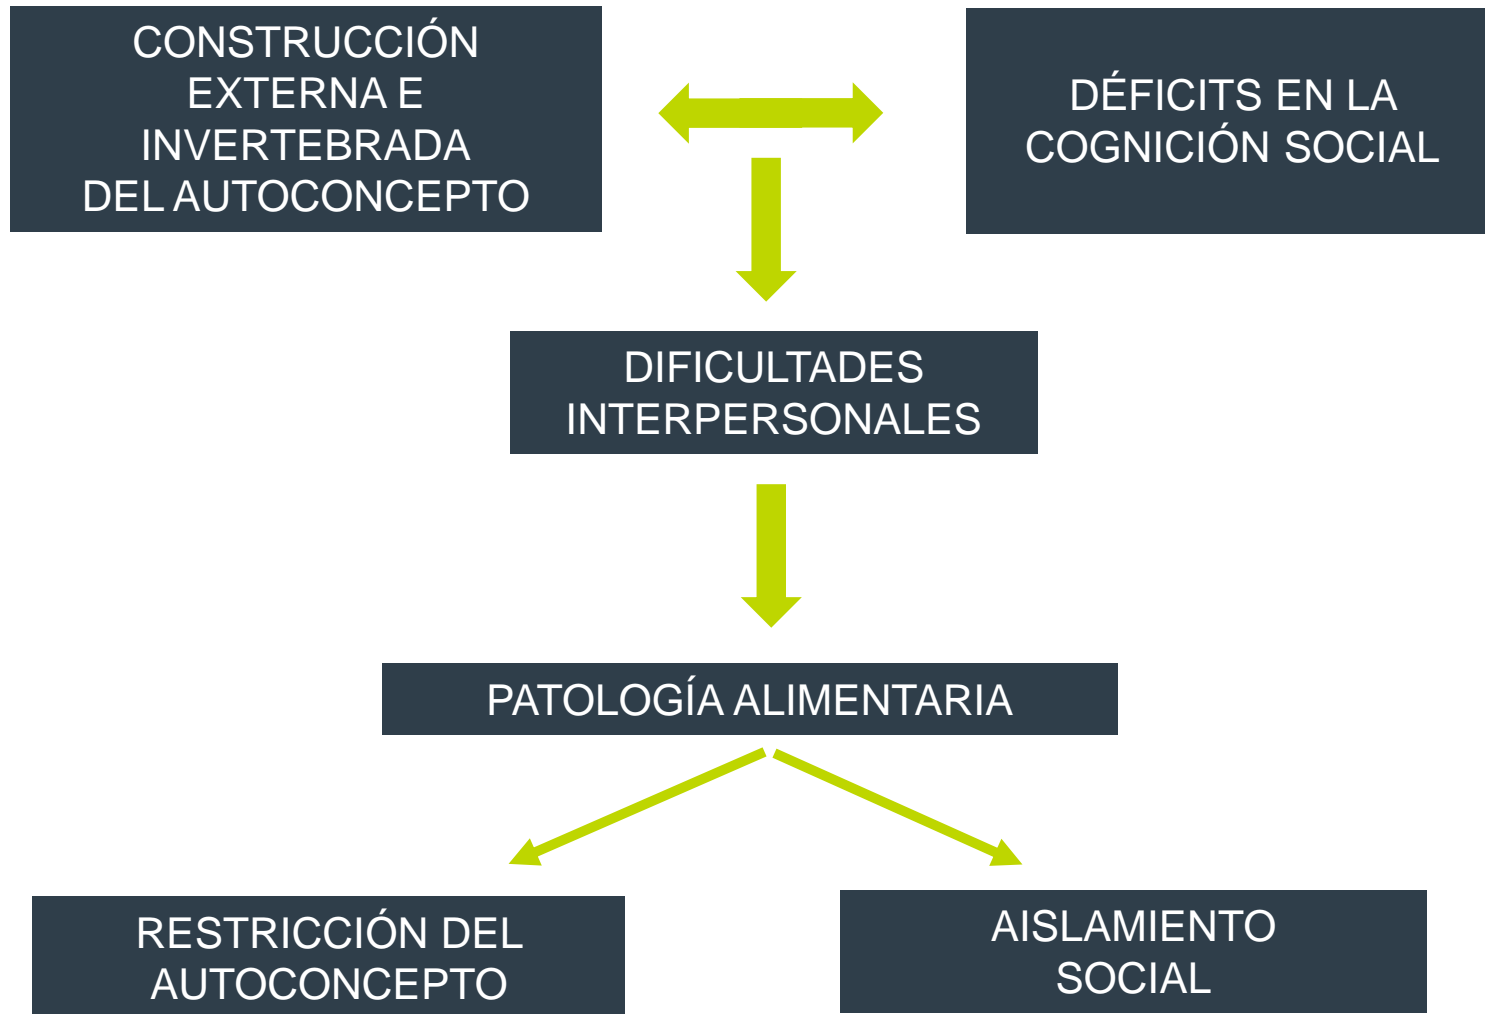 CONSTRUCCIÓN
EXTERNA E
INVERTEBRADA
DEL AUTOCONCEPTO
DÉFICITS EN LA
COGNICIÓN SOCIAL
DIFICULTADES
INTERPERSONALES
PATOLOGÍA ALIMENTARIA
RESTRICCIÓN DEL
AUTOCONCEPTO
AISLAMIENTO
SOCIAL